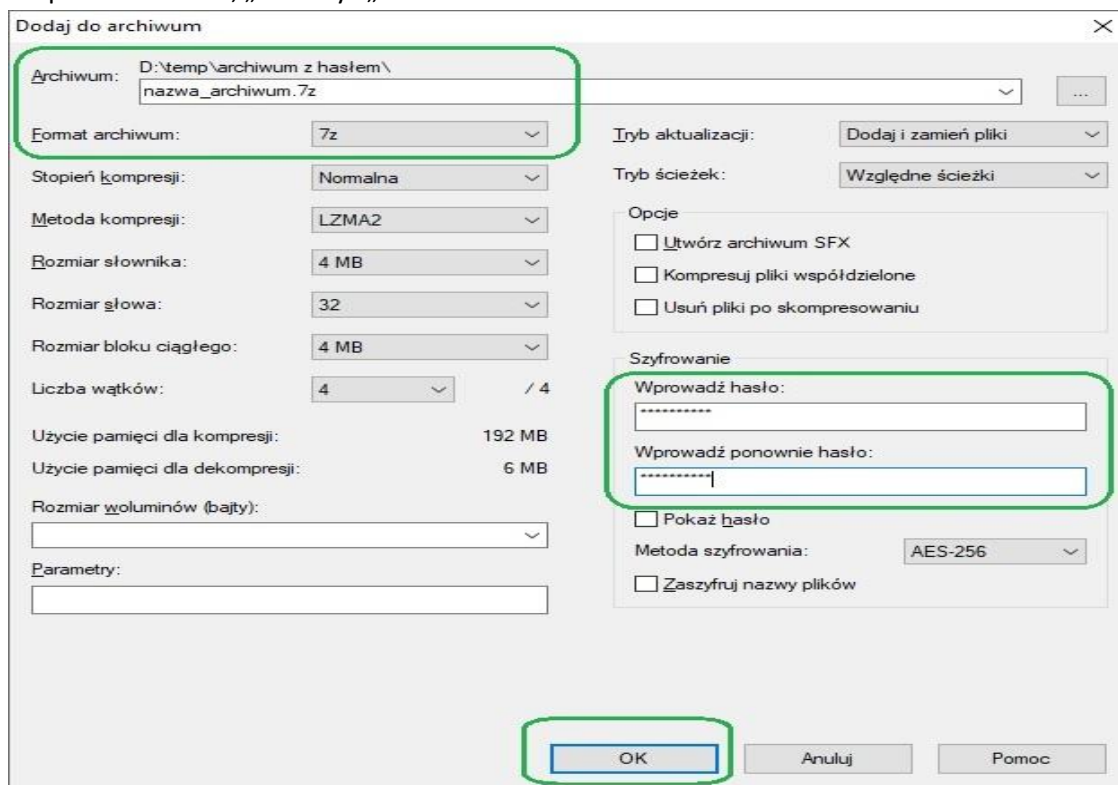 Dodaj do archiwum
Archiwum:
D:\temp\archiwum z hasłem\
nazwa_archiwum.7z
...
Format archiwum: 7z
Stopień kompresji: Normalna
Metoda kompresji: LZMA2
Rozmiar słownika: 4 MB
Rozmiar słowa: 32
Rozmiar bloku ciągłego: 4 MB
Liczba wątków: 4 / 4
Użycie pamięci dla kompresji: 192 MB
Użycie pamięci dla dekompresji: 6 MB
Rozmiar woluminów (bajty):
Parametry:
Tryb aktualizacji: Dodaj i zamień pliki
Tryb ścieżek: Względne ścieżki
Opcje
Utwórz archiwum SFX
Kompresuj pliki współdzielone
Usuń pliki po skompresowaniu
Szyfrowanie
Wprowadź hasło:
**********
Wprowadź ponownie hasło:
**********
Pokaż hasło
Metoda szyfrowania: AES-256
Zaszyfruj nazwy plików
OK Anuluj Pomoc